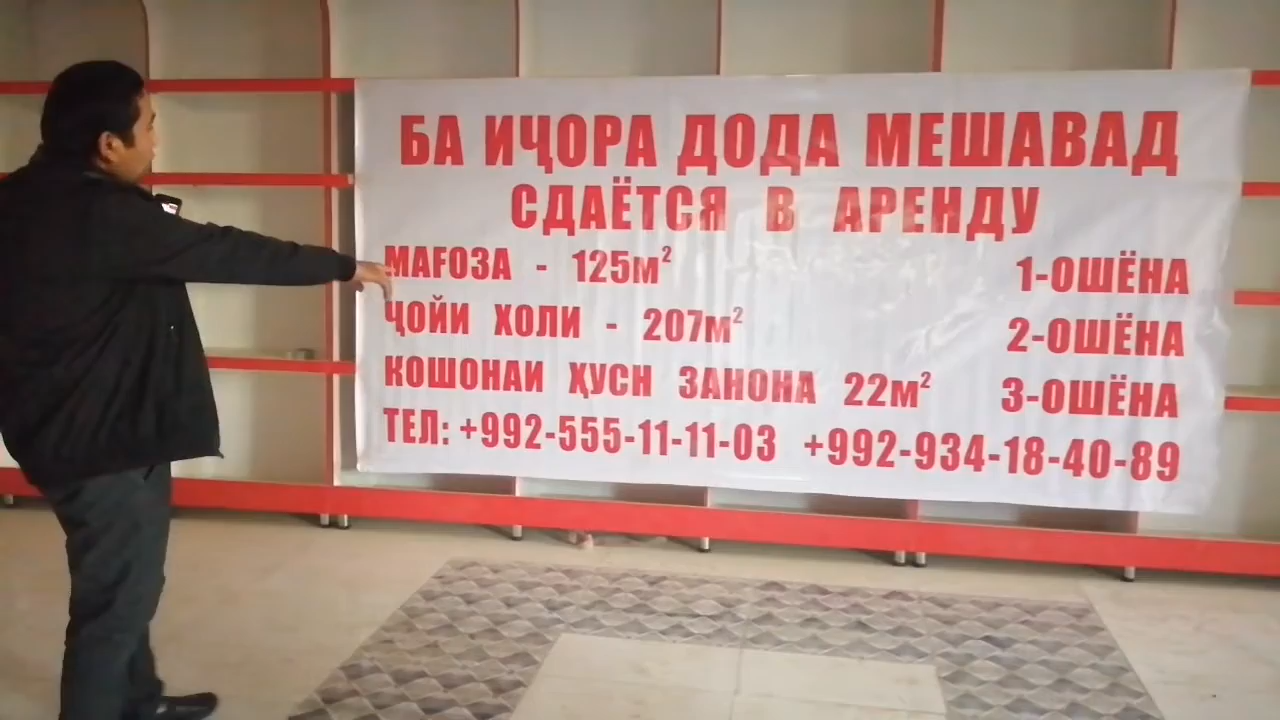 БА ИҶОРА ДОДА МЕШАВАД
СДАЁТСЯ В АРЕНДУ
МАҒОЗА - 125м² 1-ОШЁНА
ҶОЙИ ХОЛИ - 207м² 2-ОШЁНА
КОШОНАИ ҲУСН ЗАНОНА 22м² 3-ОШЁНА
ТЕЛ: +992-555-11-11-03 +992-934-18-40-89